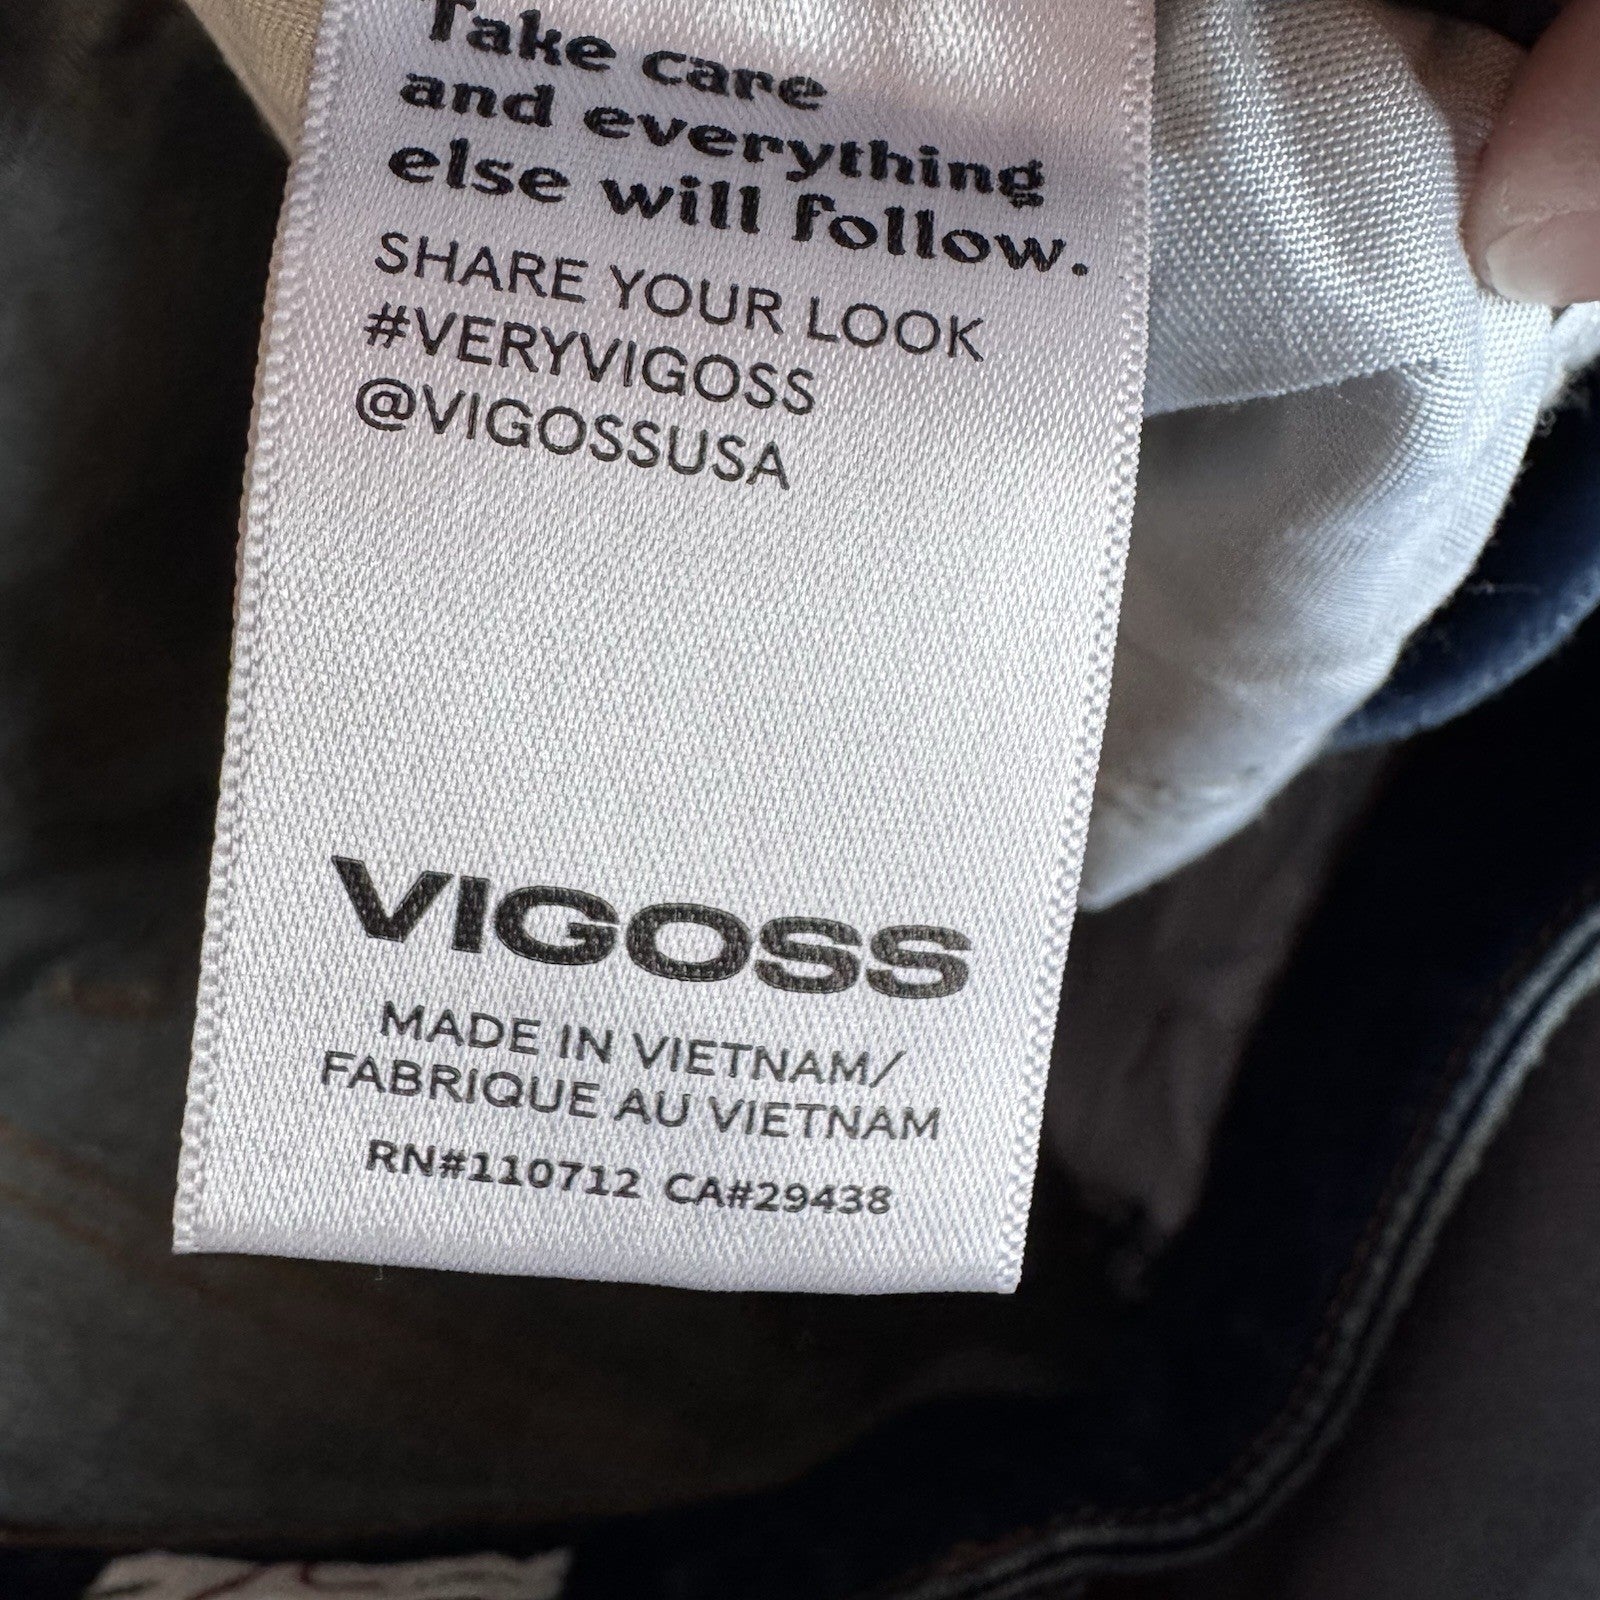 Take care
and everything
else will follow.
SHARE YOUR LOOK
#VERYVIGOSS
@VIGOSSUSA
VIGOSS
MADE IN VIETNAM/
FABRIQUE AU VIETNAM
RN#110712 CA#29438